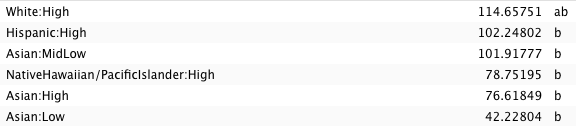 White:High 114.65751 ab
Hispanic:High 102.24802 b
Asian:MidLow 101.91777 b
NativeHawaiian/PacificIslander:High 78.75195 b
Asian:High 76.61849 b
Asian:Low 42.22804 b